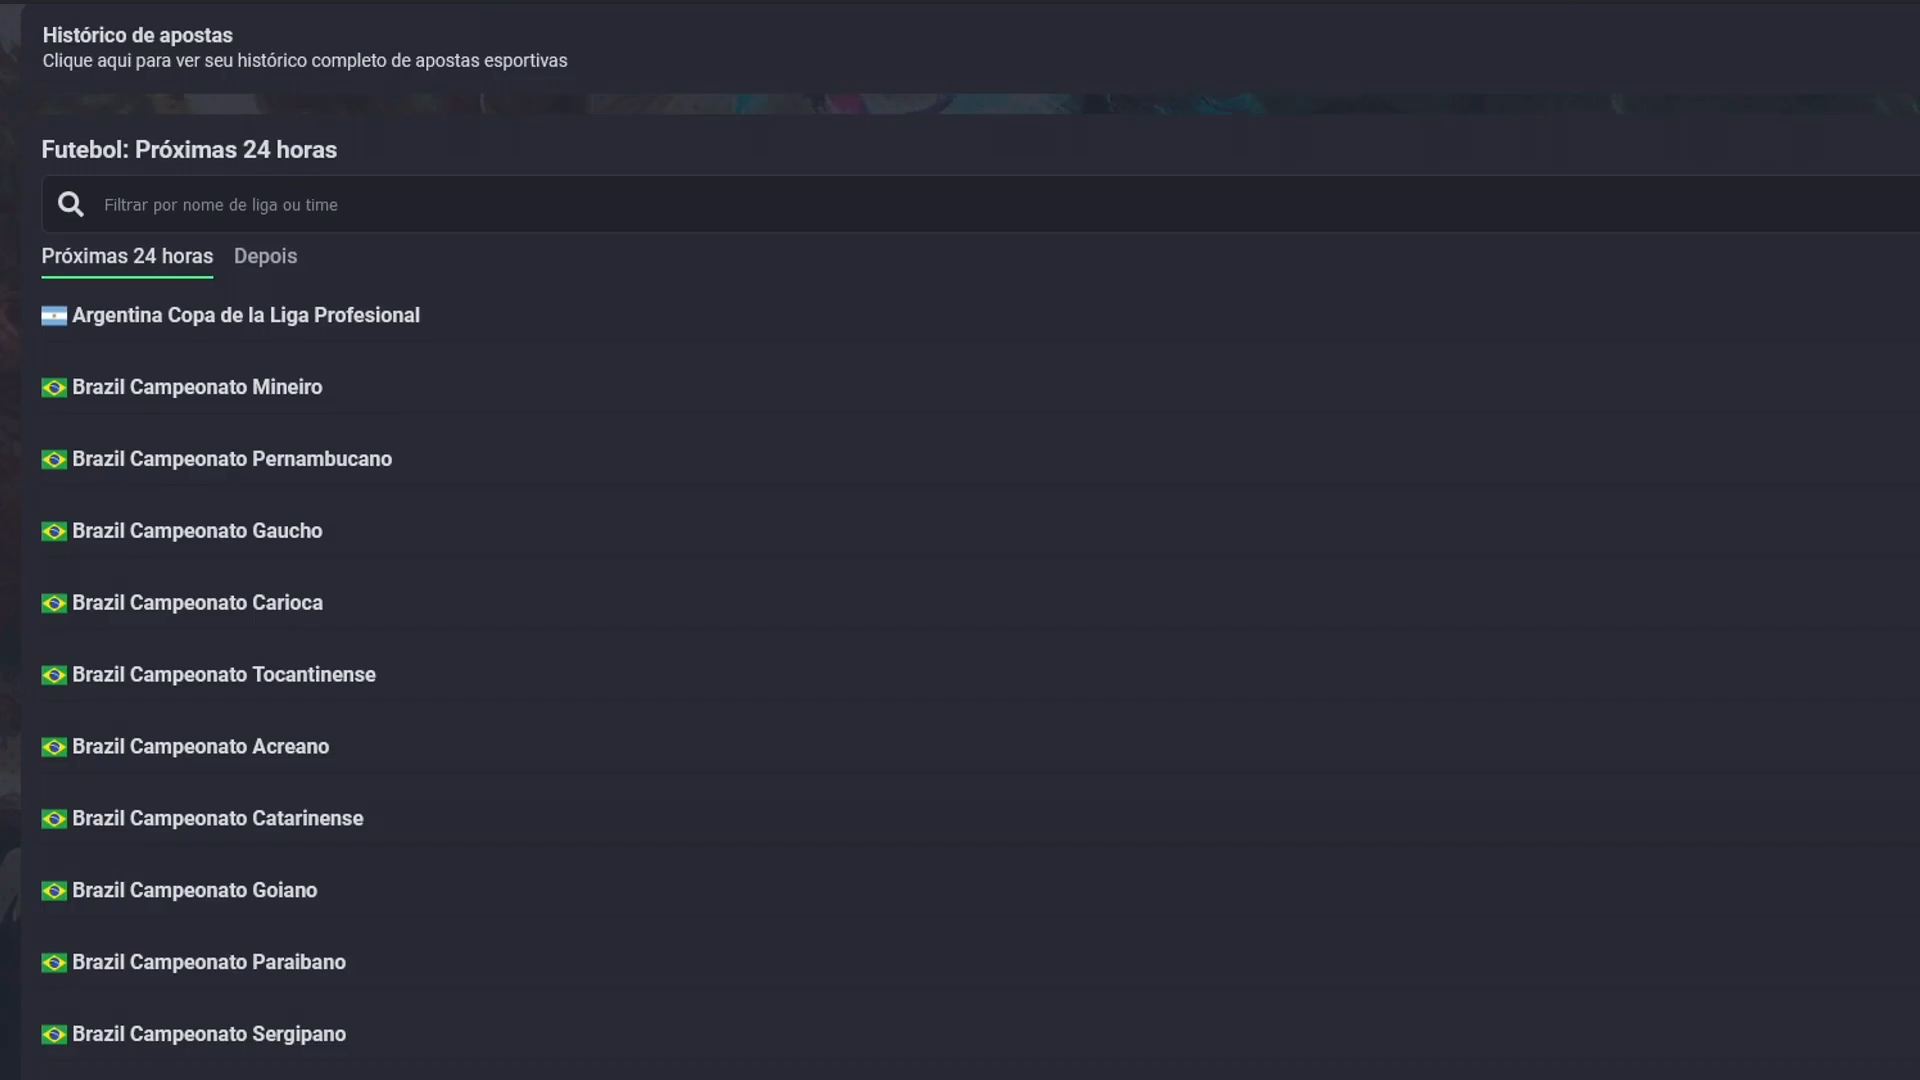 Histórico de apostas
Clique aqui para ver seu histórico completo de apostas esportivas
Futebol: Próximas 24 horas
Filtrar por nome de liga ou time
Próximas 24 horas Depois
Argentina Copa de la Liga Profesional
Brazil Campeonato Mineiro
Brazil Campeonato Pernambucano
Brazil Campeonato Gaucho
Brazil Campeonato Carioca
Brazil Campeonato Tocantinense
Brazil Campeonato Acreano
Brazil Campeonato Catarinense
Brazil Campeonato Goiano
Brazil Campeonato Paraibano
Brazil Campeonato Sergipano